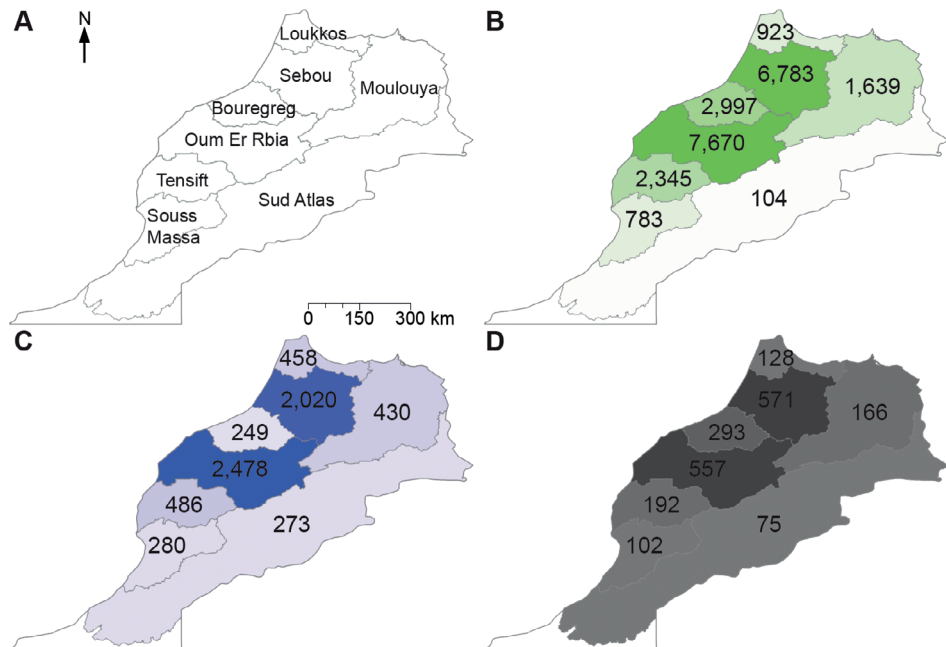 A
N
Loukkos
Sebou
Moulouya
Bouregreg
Oum Er Rbia
Tensift
Sud Atlas
Souss
Massa
0 150 300 km
B
923
6,783
1,639
2,997
7,670
2,345
104
783
C
458
2,020
430
249
2,478
486
273
280
D
128
571
166
293
557
192
75
102